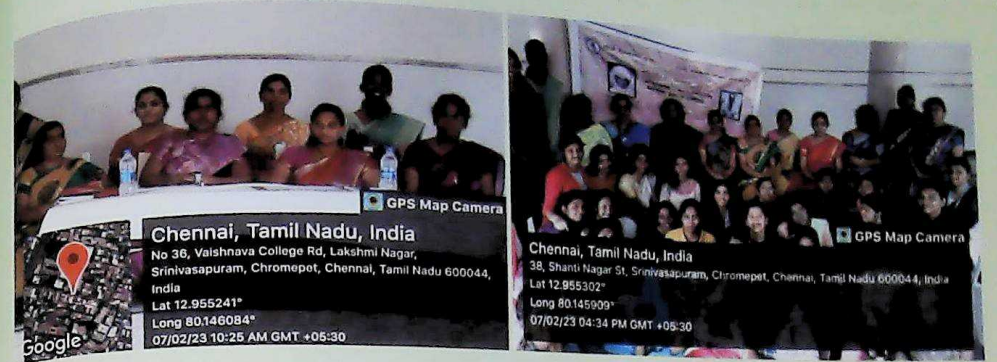 GPS Map Camera
Chennai, Tamil Nadu, India
No 36, Vaishnava College Rd, Lakshmi Nagar,
Srinivasapuram, Chromepet, Chennai, Tamil Nadu 600044,
India
Lat 12.955241°
Long 80.146084°
07/02/23 10:25 AM GMT +05:30
Google
GPS Map Camera
Chennai, Tamil Nadu, India
38, Shanti Nagar St, Srinivasapuram, Chromepet, Chennai, Tamil Nadu 600044, India
Lat 12.955302°
Long 80.145909°
07/02/23 04:34 PM GMT +05:30